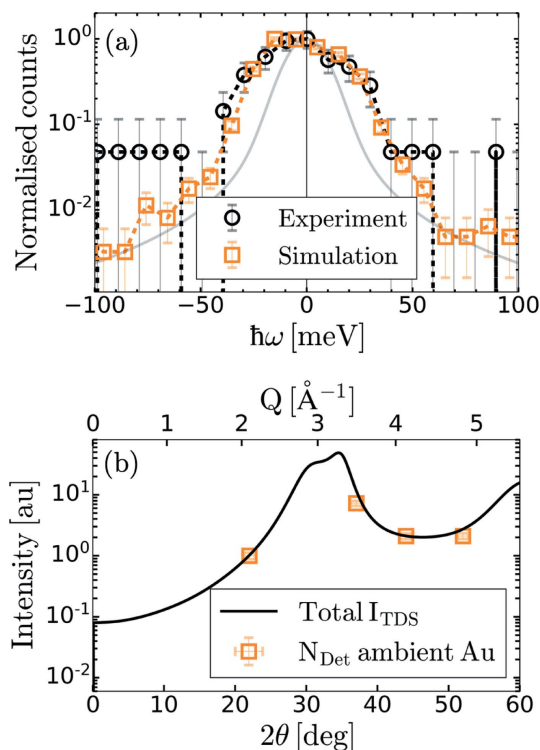 (a)
Normalised counts
10⁰
10⁻¹
10⁻²
Experiment
Simulation
−100 −50 0 50 100
ħω [meV]
Q [Å⁻¹]
0 1 2 3 4 5
(b)
Intensity [au]
10¹
10⁰
10⁻¹
10⁻²
Total I_TDS
N_Det ambient Au
0 10 20 30 40 50 60
2θ [deg]